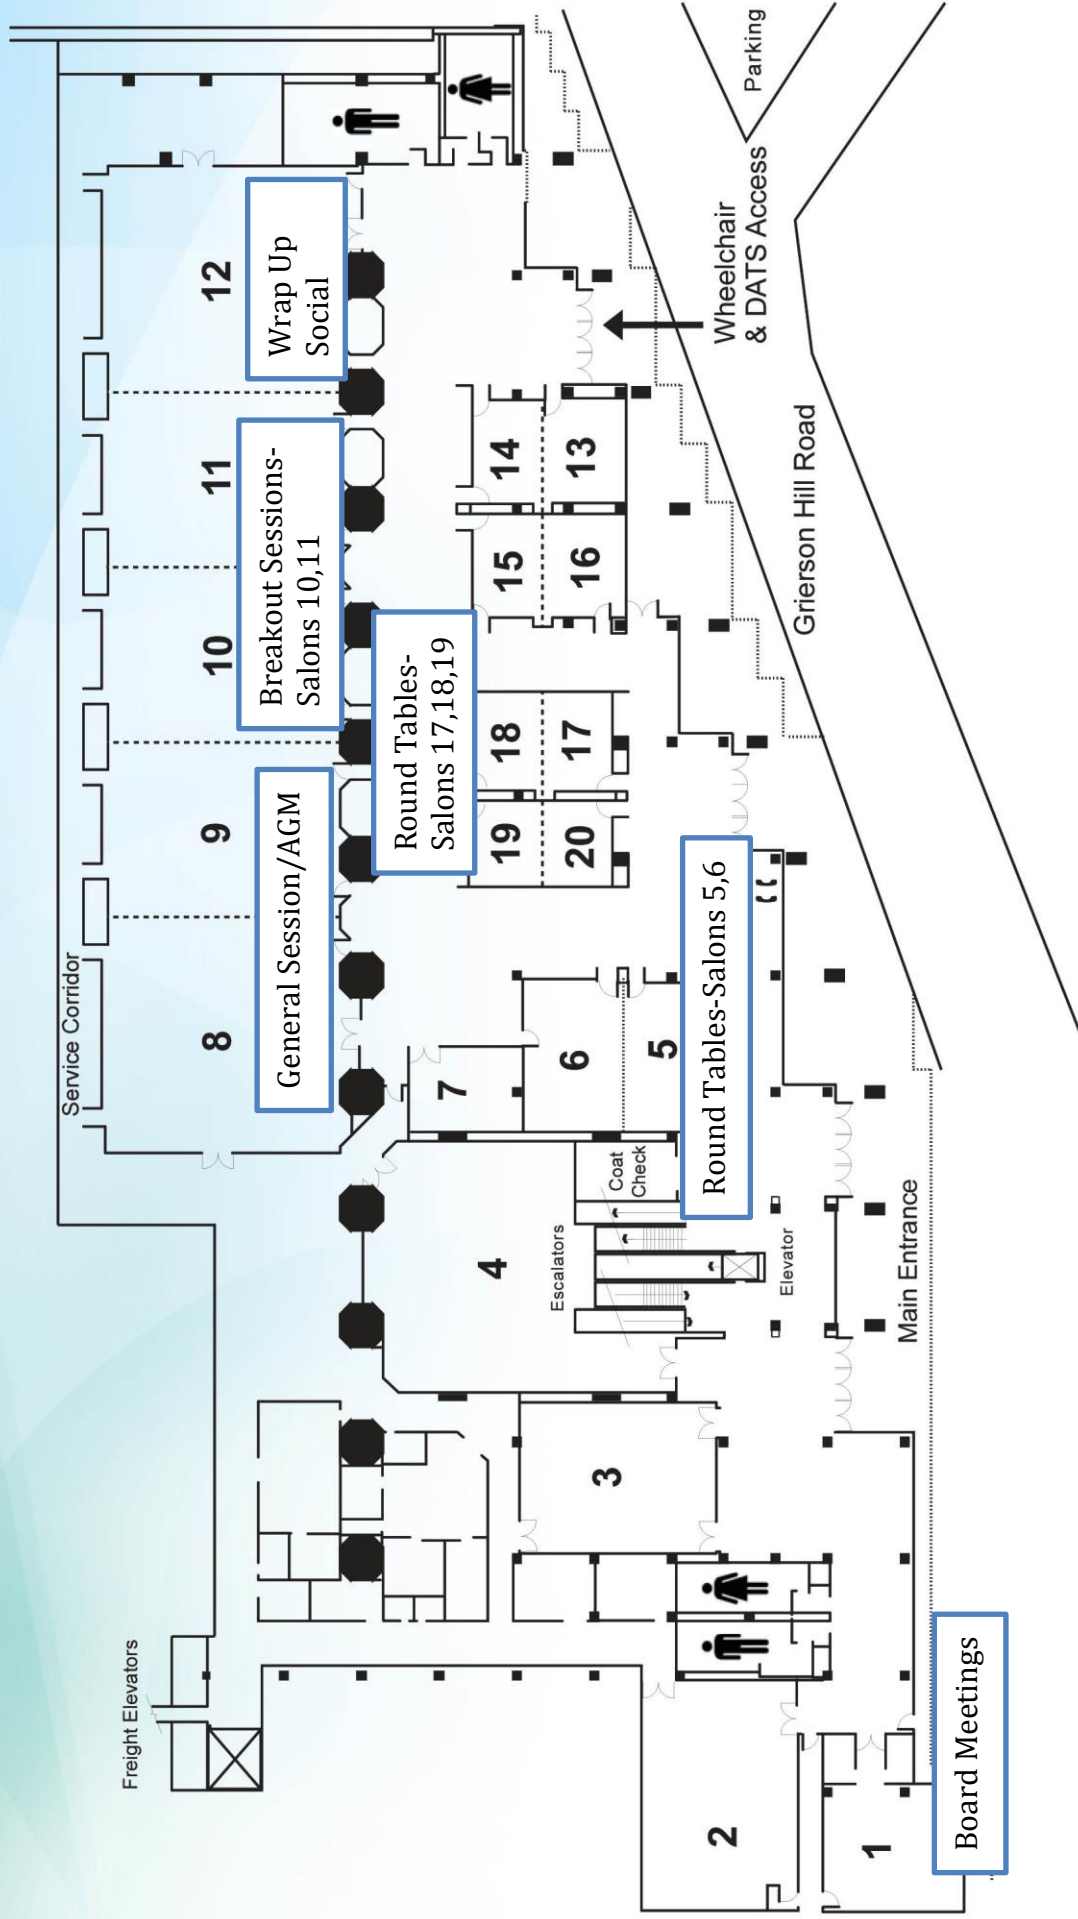 Freight Elevators
Service Corridor
8
9
10
11
12
General Session/AGM
Breakout Sessions-
Salons 10,11
Wrap Up
Social
Round Tables-
Salons 17,18,19
4
7
6
5
19
18
20
17
15
14
16
13
Escalators
Coat
Check
Elevator
Round Tables-Salons 5,6
3
2
1
Board Meetings
Main Entrance
Grierson Hill Road
Wheelchair
& DATS Access
Parking